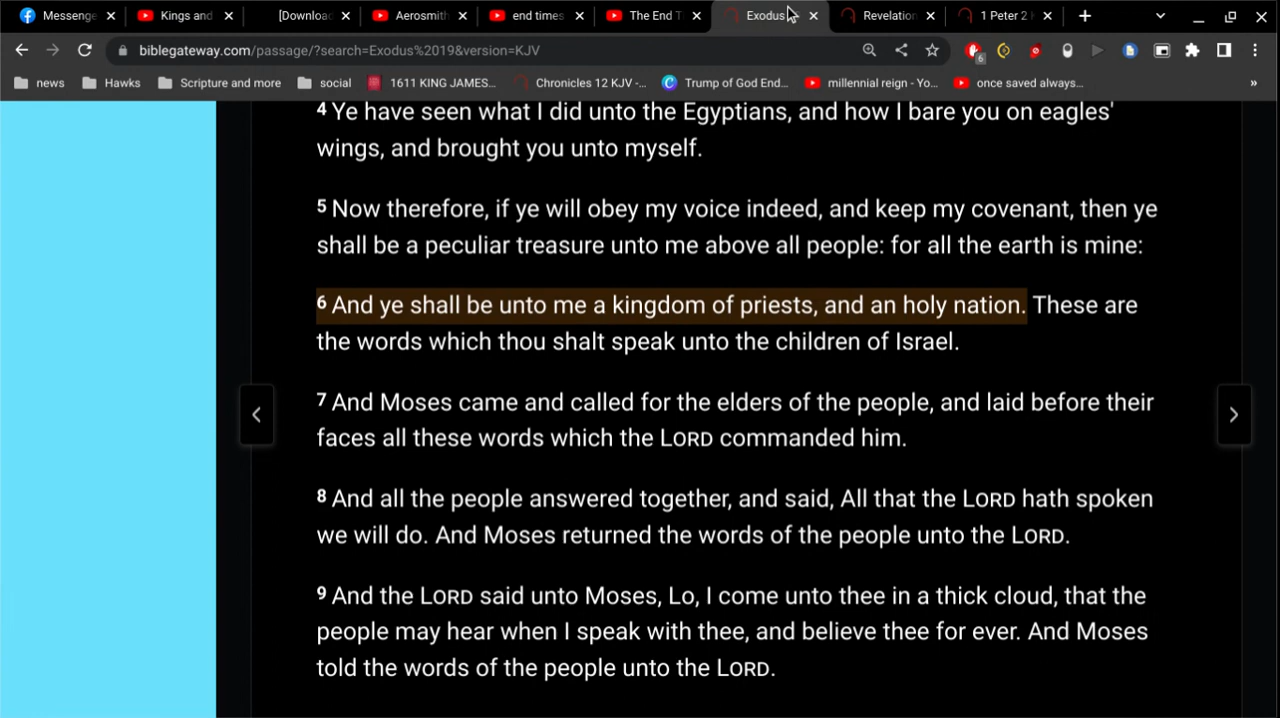 Messenge
Kings and
[Download
Aerosmith
end times
The End T
Exodus
Revelation
1 Peter 2
biblegateway.com/passage/?search=Exodus%2019&version=KJV
6
news
Hawks
Scripture and more
social
1611 KING JAMES...
Chronicles 12 KJV -...
Trump of God End...
millennial reign - Yo...
once saved always...
»
4 Ye have seen what I did unto the Egyptians, and how I bare you on eagles'
wings, and brought you unto myself.
5 Now therefore, if ye will obey my voice indeed, and keep my covenant, then ye
shall be a peculiar treasure unto me above all people: for all the earth is mine:
6 And ye shall be unto me a kingdom of priests, and an holy nation. These are
the words which thou shalt speak unto the children of Israel.
7 And Moses came and called for the elders of the people, and laid before their
faces all these words which the LORD commanded him.
8 And all the people answered together, and said, All that the LORD hath spoken
we will do. And Moses returned the words of the people unto the LORD.
9 And the LORD said unto Moses, Lo, I come unto thee in a thick cloud, that the
people may hear when I speak with thee, and believe thee for ever. And Moses
told the words of the people unto the LORD.